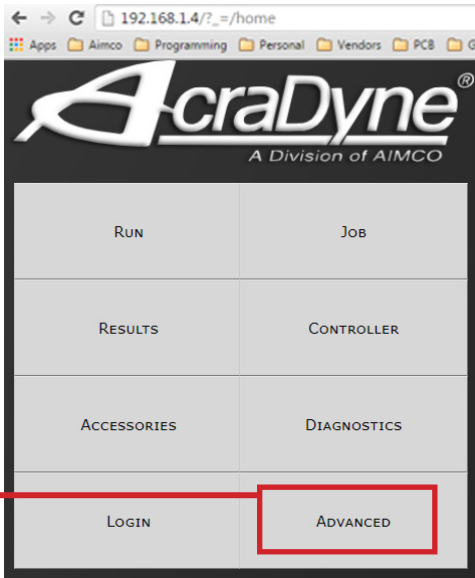 192.168.1.4/?_=/home
Apps Aimco Programming Personal Vendors PCB G
AcraDyne®
A Division of AIMCO
Run Job
Results Controller
Accessories Diagnostics
Login Advanced